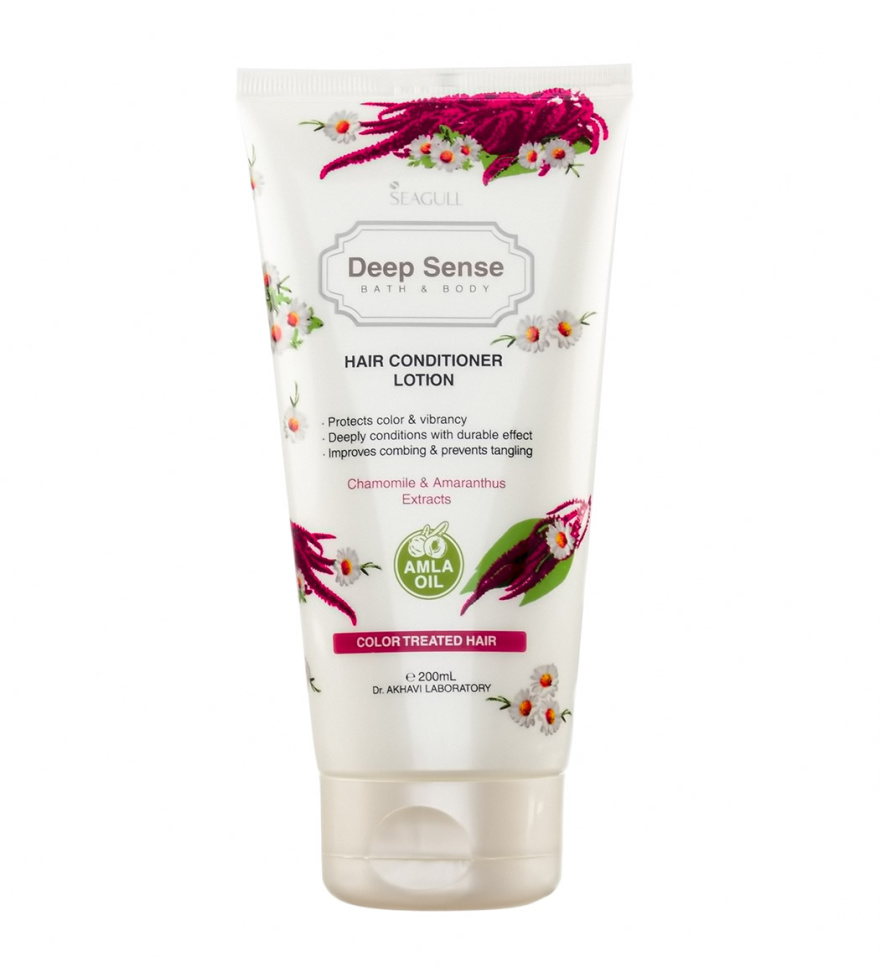 SEAGULL
Deep Sense
BATH & BODY
HAIR CONDITIONER
LOTION
· Protects color & vibrancy
· Deeply conditions with durable effect
· Improves combing & prevents tangling
Chamomile & Amaranthus
Extracts
AMLA
OIL
COLOR TREATED HAIR
℮ 200mL
Dr. AKHAVI LABORATORY